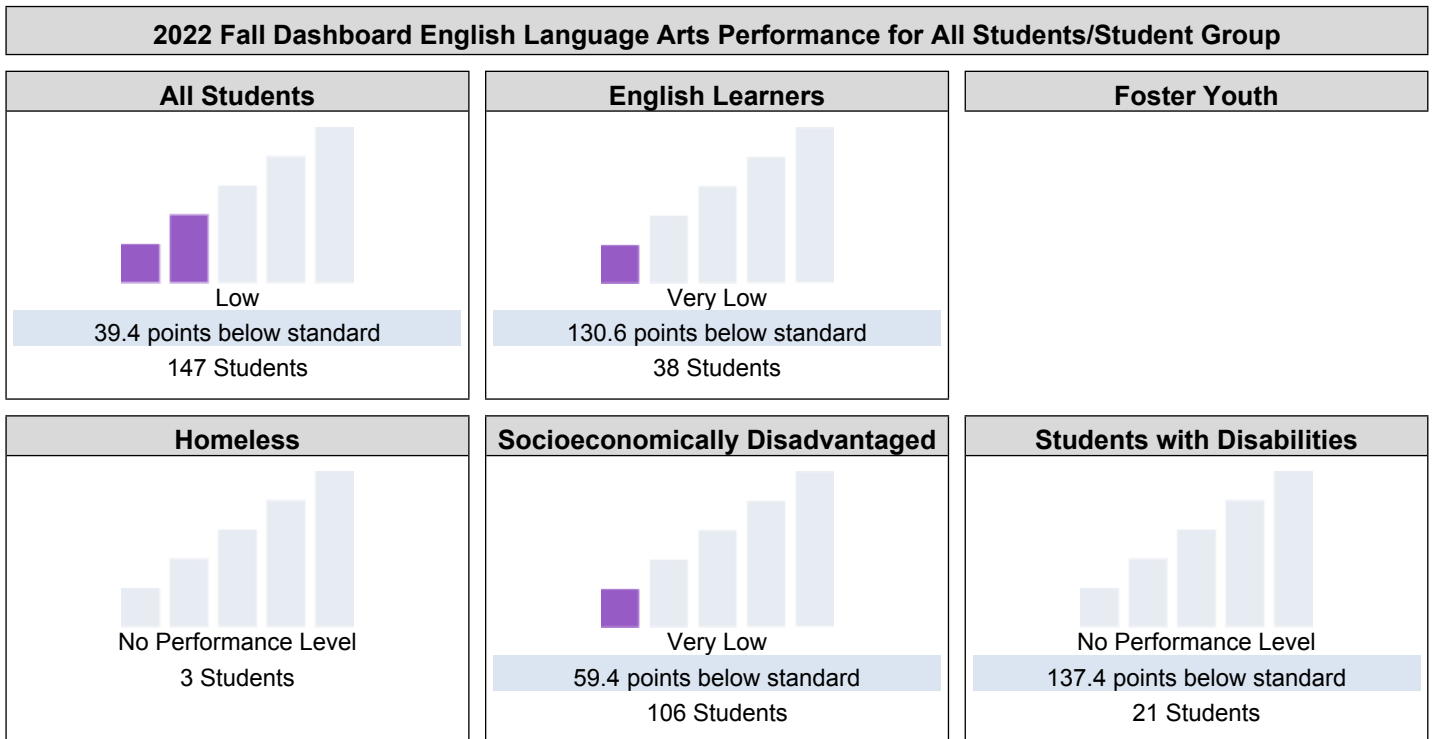 2022 Fall Dashboard English Language Arts Performance for All Students/Student Group
All Students
Low
39.4 points below standard
147 Students
English Learners
Very Low
130.6 points below standard
38 Students
Foster Youth
Homeless
No Performance Level
3 Students
Socioeconomically Disadvantaged
Very Low
59.4 points below standard
106 Students
Students with Disabilities
No Performance Level
137.4 points below standard
21 Students